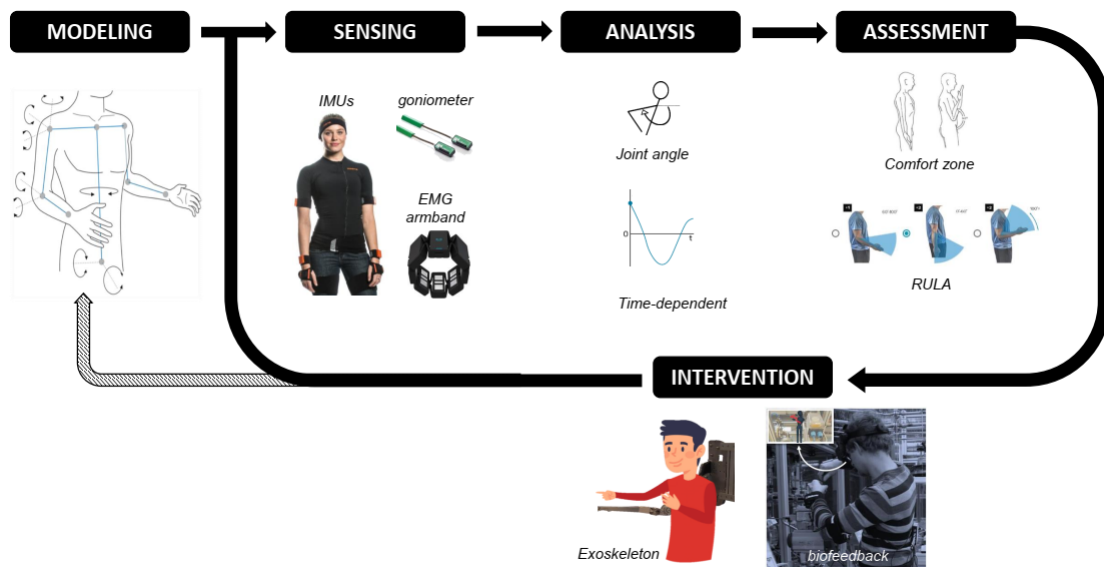 MODELING
SENSING
ANALYSIS
ASSESSMENT
IMUs
goniometer
EMG
armband
Joint angle
0
t
Time-dependent
Comfort zone
RULA
INTERVENTION
Exoskeleton
biofeedback